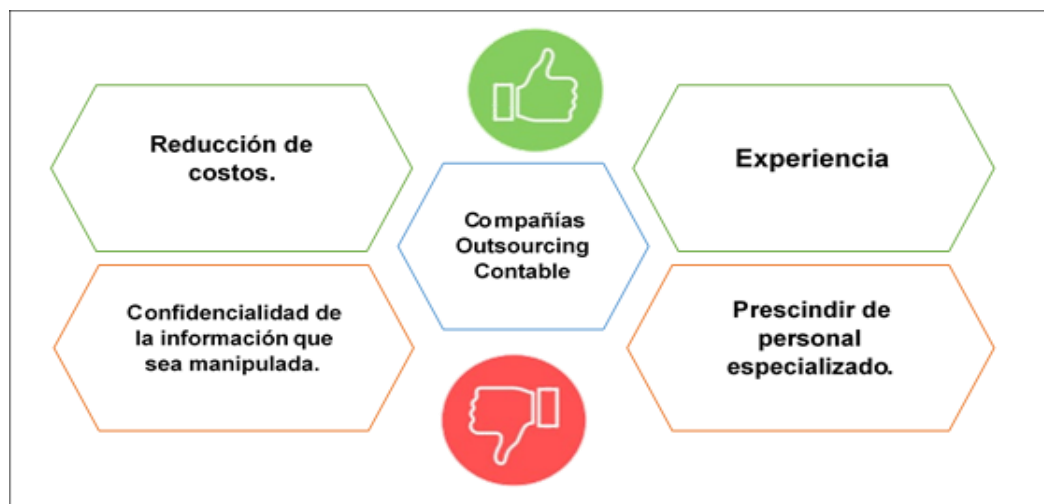 Reducción de
costos.
Experiencia
Compañías
Outsourcing
Contable
Confidencialidad de
la información que
sea manipulada.
Prescindir de
personal
especializado.